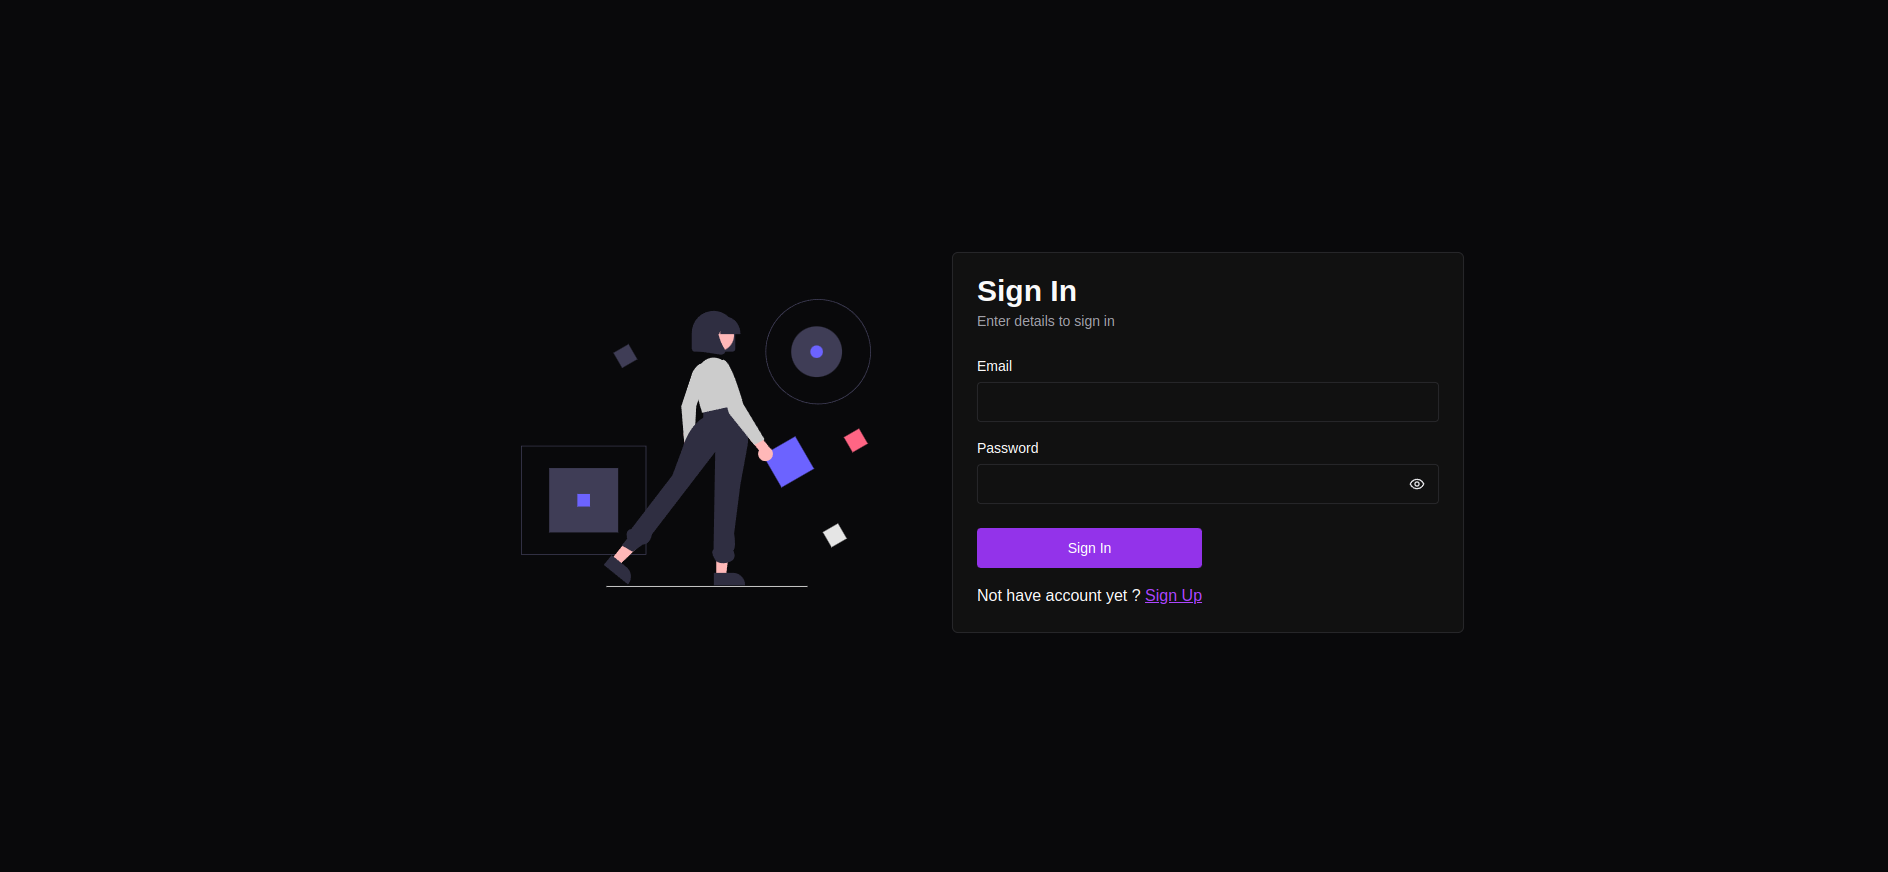 Sign In
Enter details to sign in
Email
Password
Sign In
Not have account yet ? Sign Up